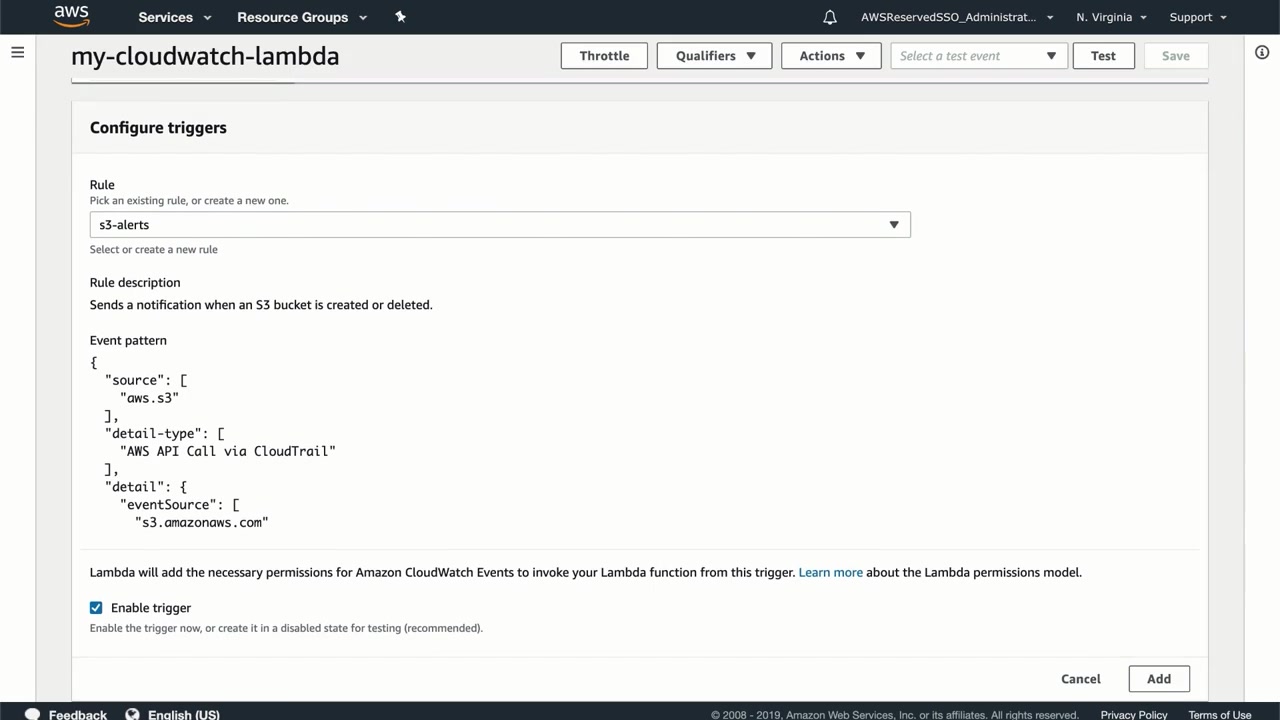 aws
Services
Resource Groups
AWSReservedSSO_Administrat...
N. Virginia
Support
my-cloudwatch-lambda
Throttle
Qualifiers
Actions
Select a test event
Test
Save
Configure triggers
Rule
Pick an existing rule, or create a new one.
s3-alerts
Select or create a new rule
Rule description
Sends a notification when an S3 bucket is created or deleted.
Event pattern
{
"source": [
"aws.s3"
],
"detail-type": [
"AWS API Call via CloudTrail"
],
"detail": {
"eventSource": [
"s3.amazonaws.com"
Lambda will add the necessary permissions for Amazon CloudWatch Events to invoke your Lambda function from this trigger. Learn more about the Lambda permissions model.
Enable trigger
Enable the trigger now, or create it in a disabled state for testing (recommended).
Cancel
Add
Feedback
English (US)
© 2008 - 2019, Amazon Web Services, Inc. or its affiliates. All rights reserved.
Privacy Policy
Terms of Use